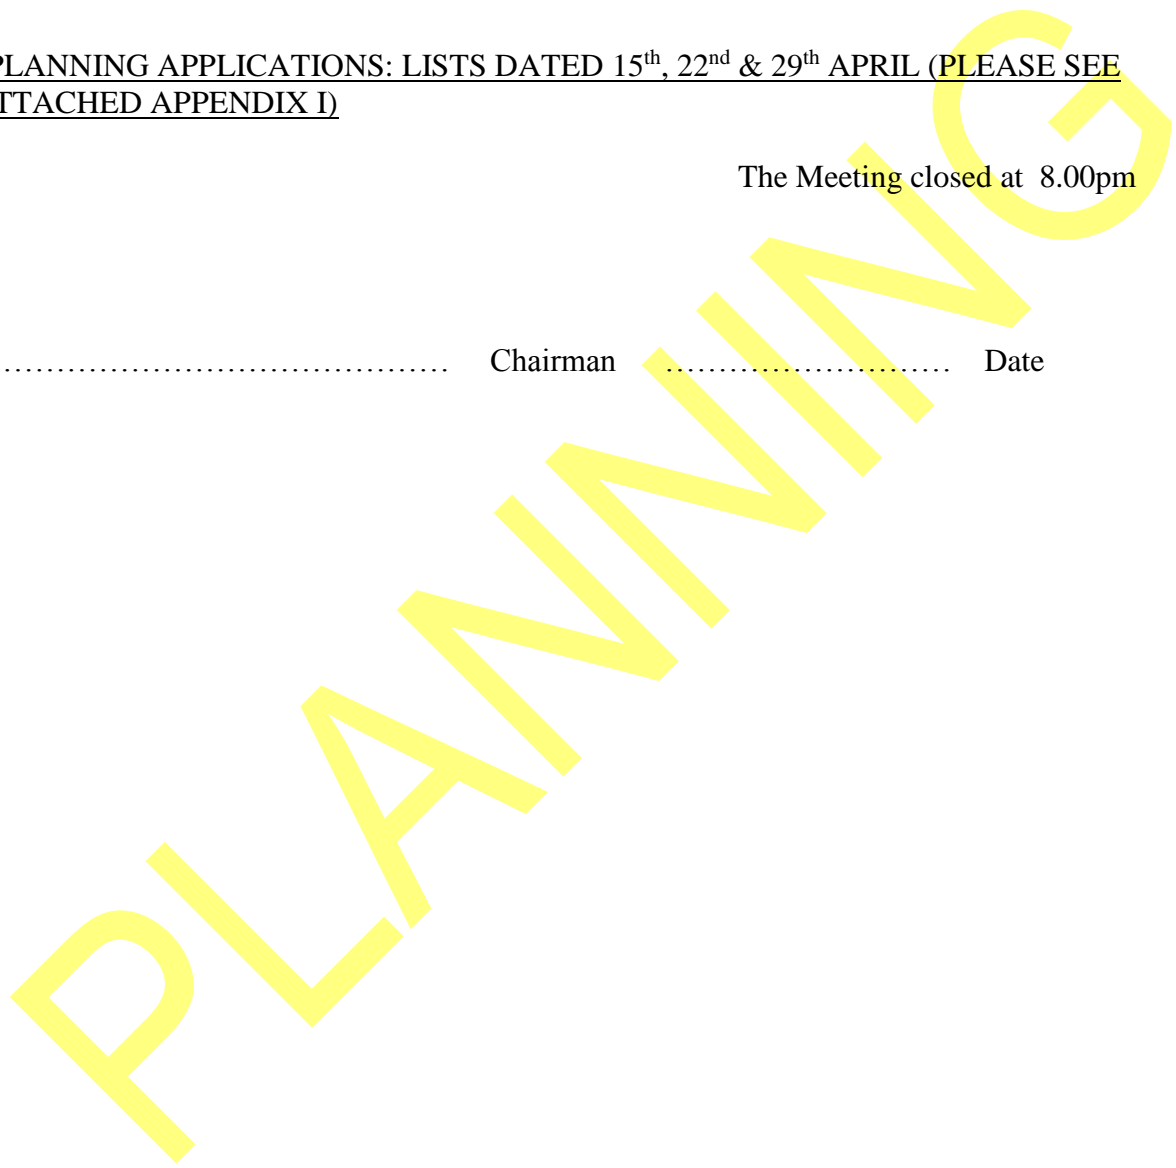 PLANNING APPLICATIONS: LISTS DATED 15th, 22nd & 29th APRIL (PLEASE SEE
TTACHED APPENDIX I)
The Meeting closed at 8.00pm
………………………………… Chairman ……………………… Date
PLANNING